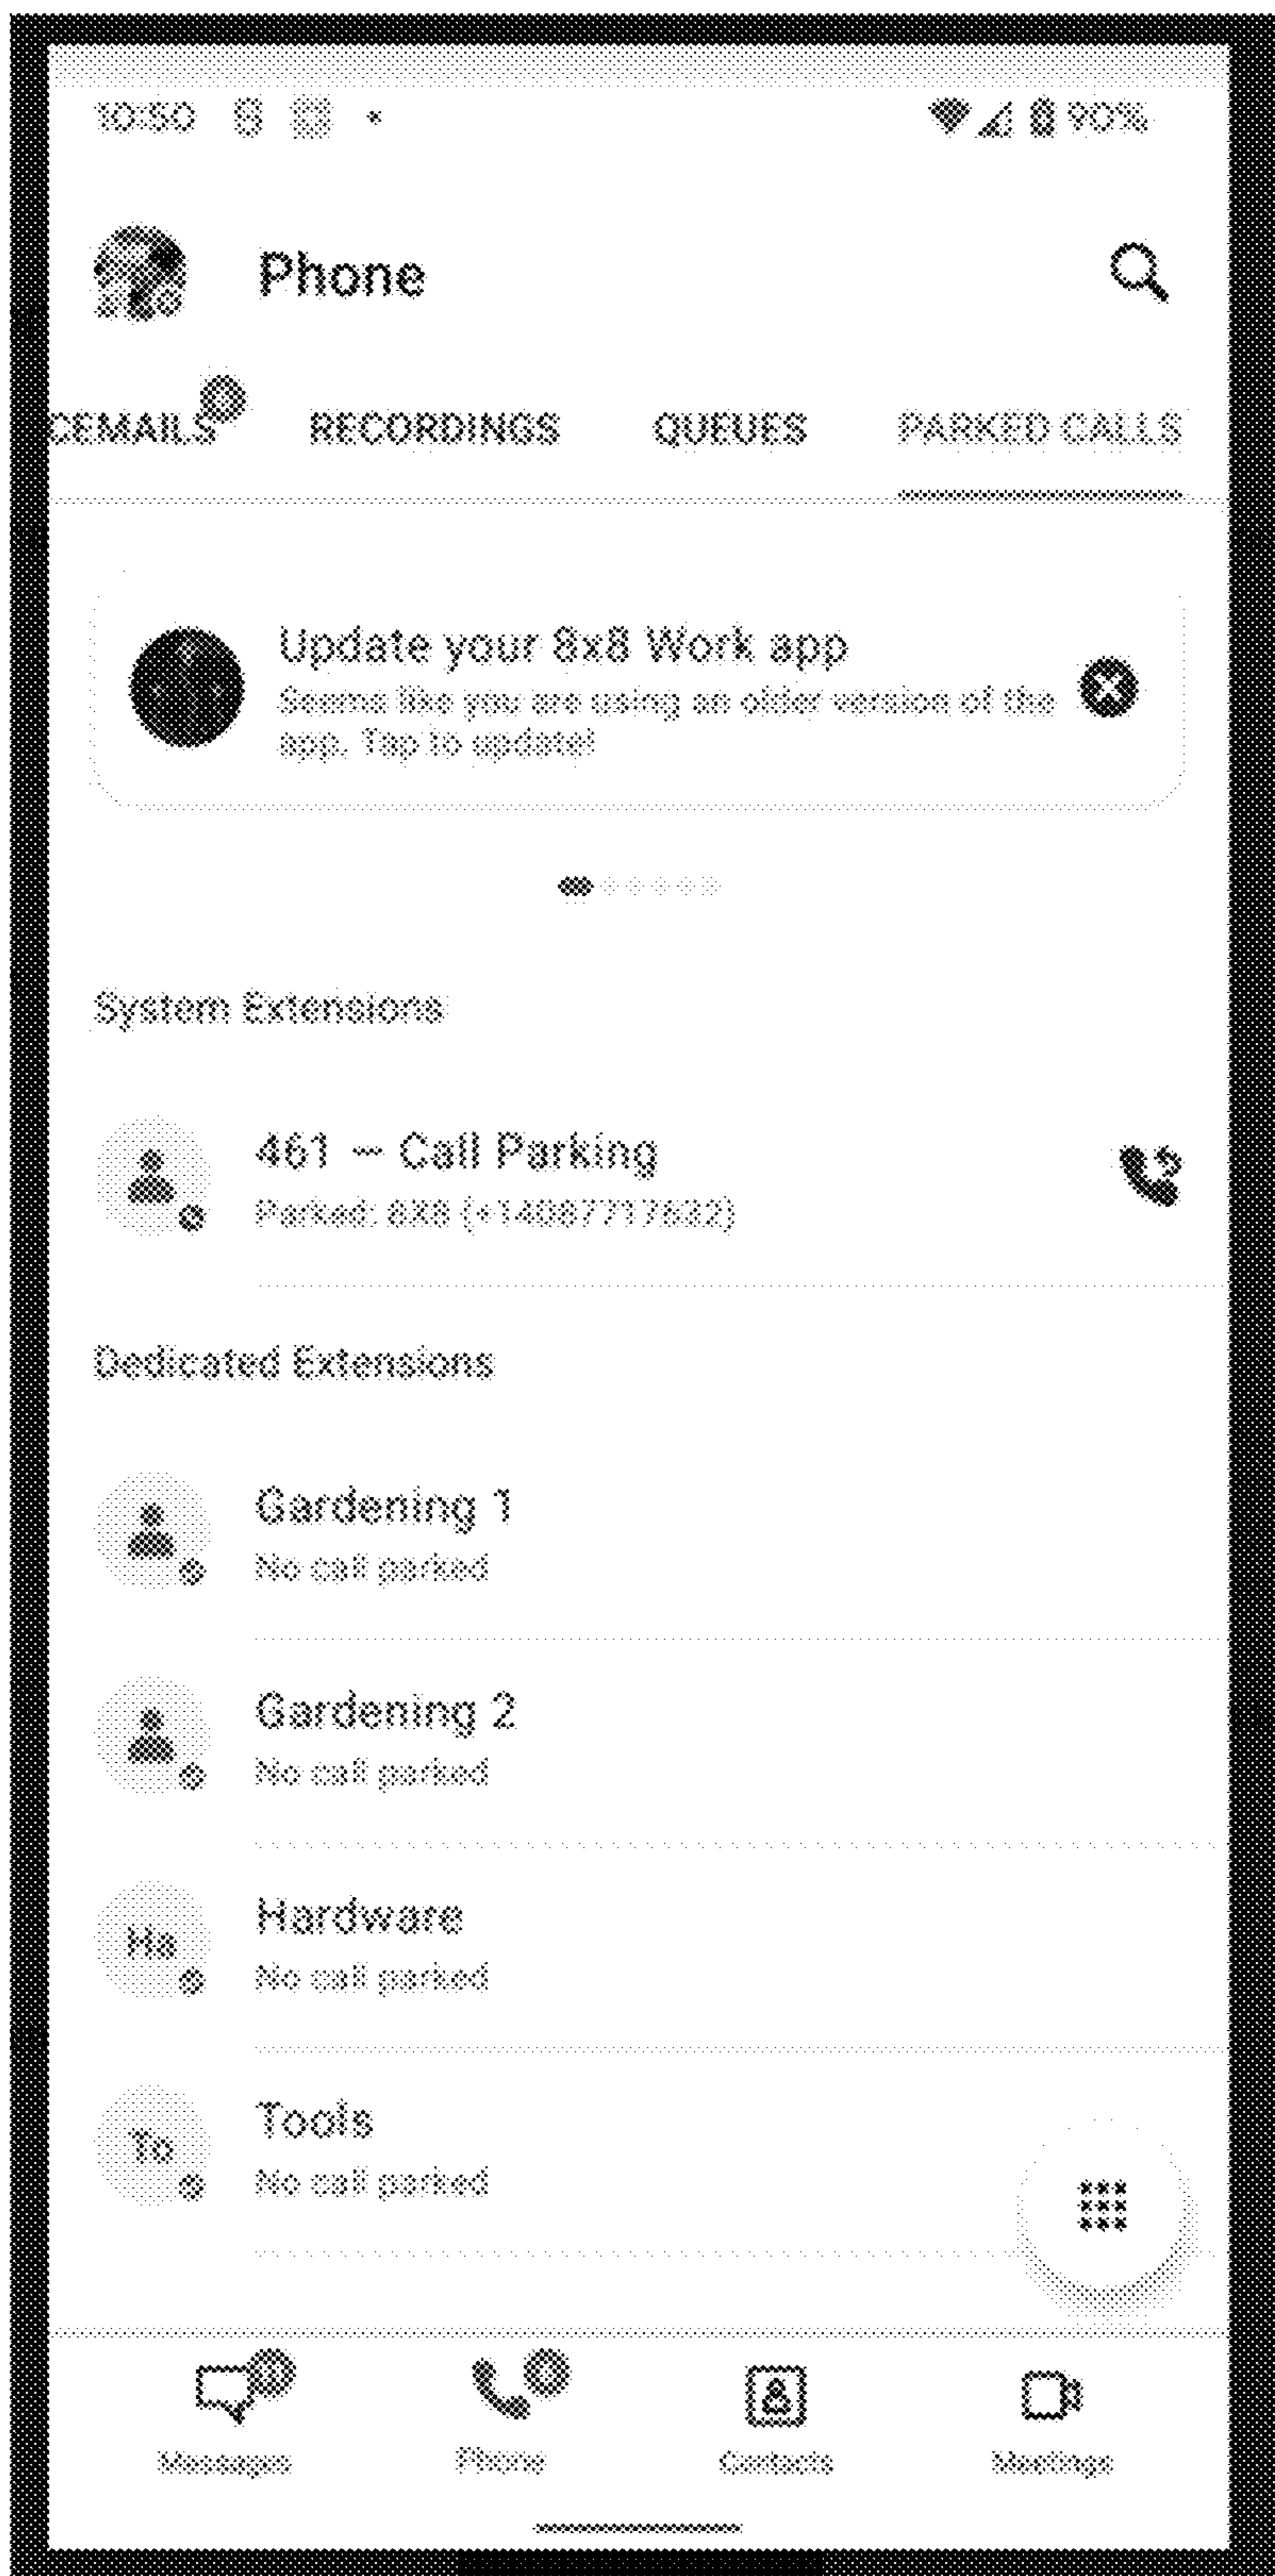 10:50
90%
Phone
CEMAILS RECORDINGS QUEUES PARKED CALLS
Update your 8x8 Work app
Seems like you are using an older version of the
app. Tap to update!
System Extensions
461 – Call Parking
Parked: 8X8 (+14087717632)
Dedicated Extensions
Gardening 1
No call parked
Gardening 2
No call parked
Ha
Hardware
No call parked
To
Tools
No call parked
Messages Phone Contacts Meetings